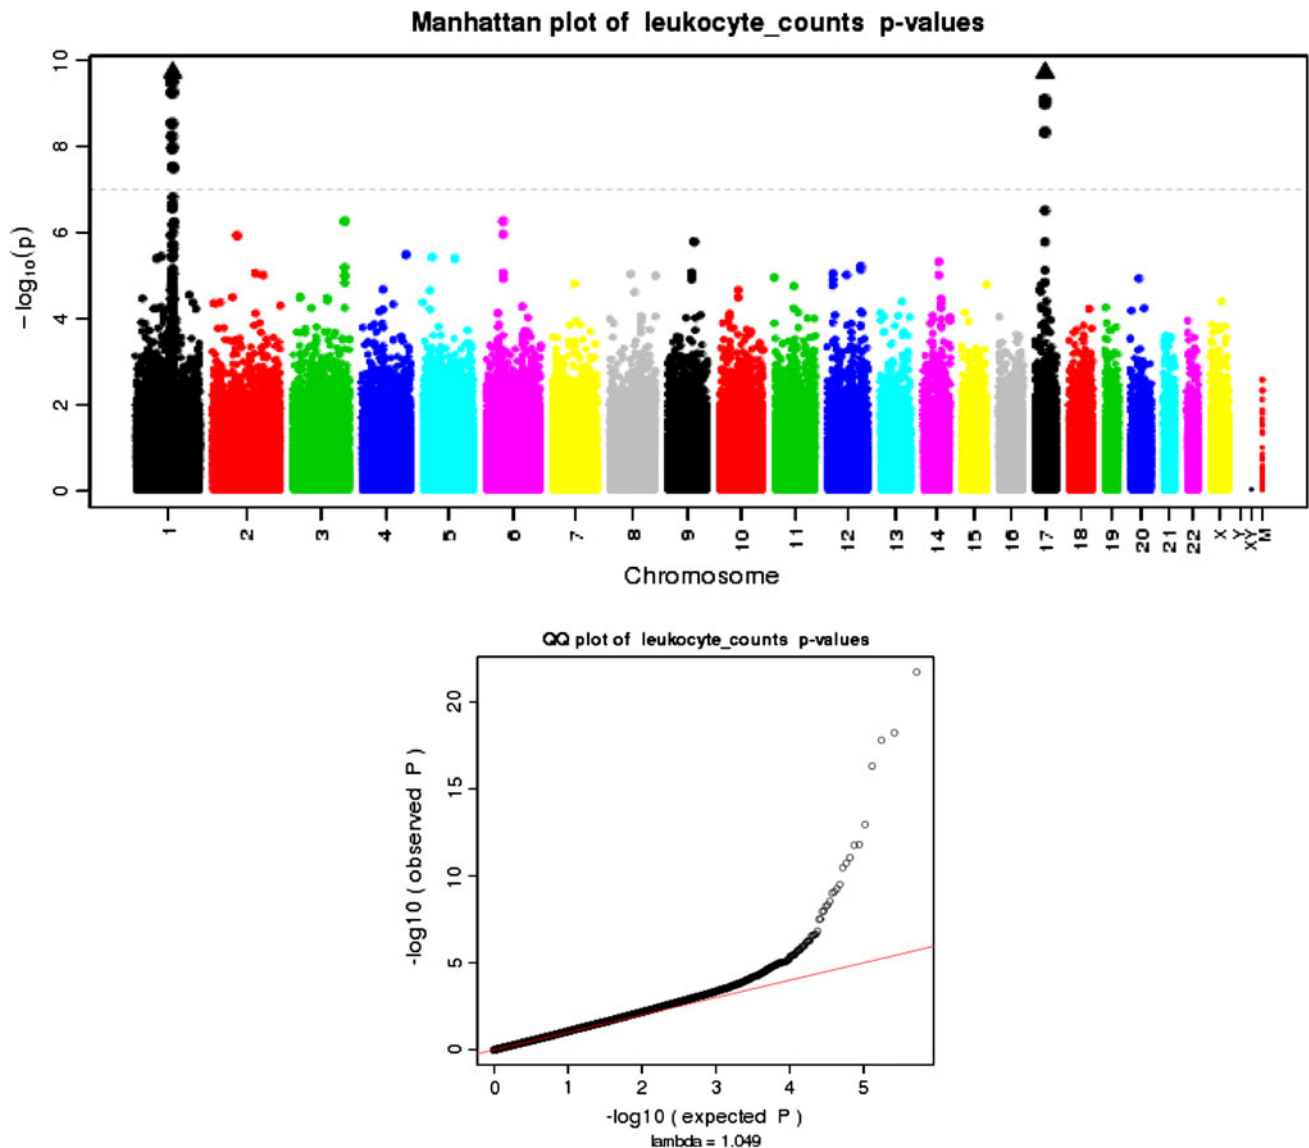 Manhattan plot of leukocyte_counts p-values
10
8
6
4
2
0
−log₁₀(p)
1 2 3 4 5 6 7 8 9 10 11 12 13 14 15 16 17 18 19 20 21 22 X Y XY M
Chromosome
QQ plot of leukocyte_counts p-values
20
15
10
5
0
-log10 ( observed P )
0 1 2 3 4 5
-log10 ( expected P )
lambda = 1.049